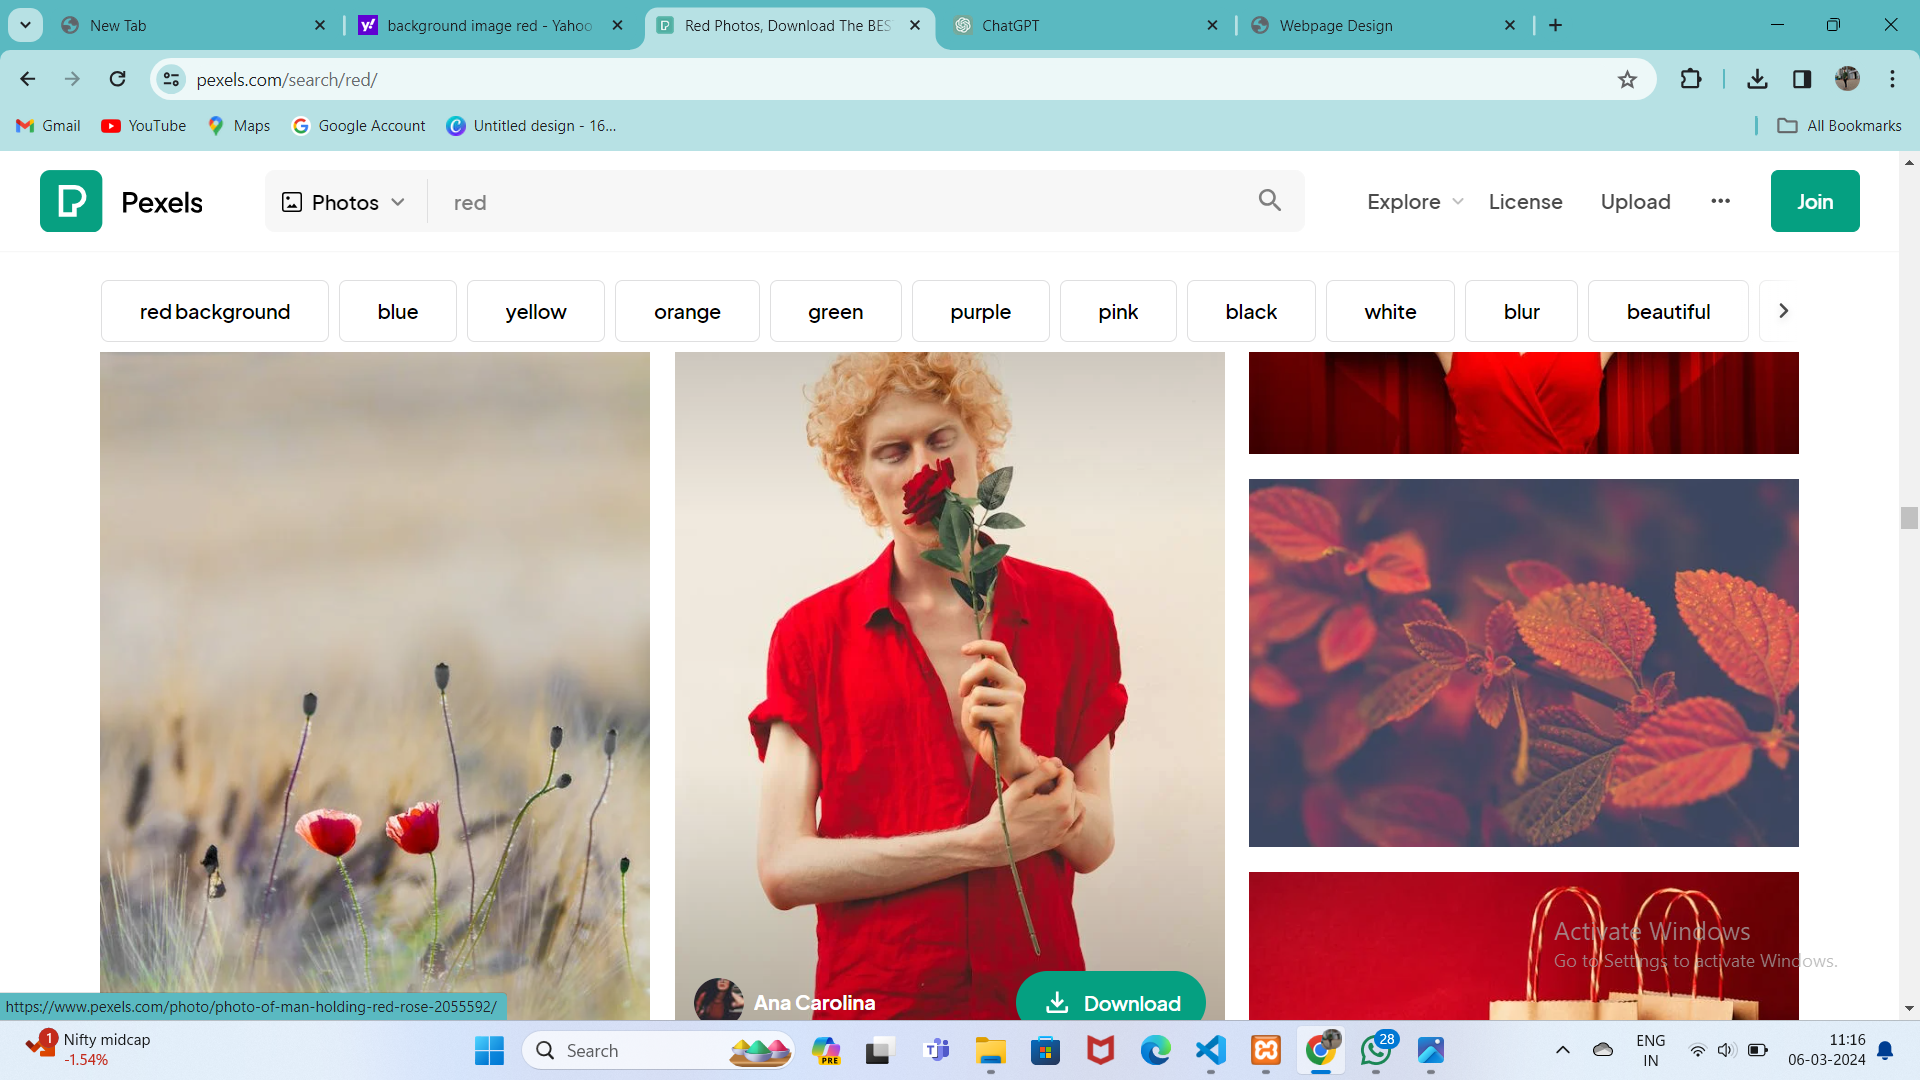 New Tab
background image red - Yahoo
Red Photos, Download The BES
ChatGPT
Webpage Design
pexels.com/search/red/
Gmail
YouTube
Maps
Google Account
Untitled design - 16...
All Bookmarks
Pexels
Photos
red
Explore
License
Upload
Join
red background
blue
yellow
orange
green
purple
pink
black
white
blur
beautiful
Activate Windows
Go to Settings to activate Windows.
Ana Carolina
Download
https://www.pexels.com/photo/photo-of-man-holding-red-rose-2055592/
1
Nifty midcap
-1.54%
Search
PRE
28
ENG
IN
11:16
06-03-2024